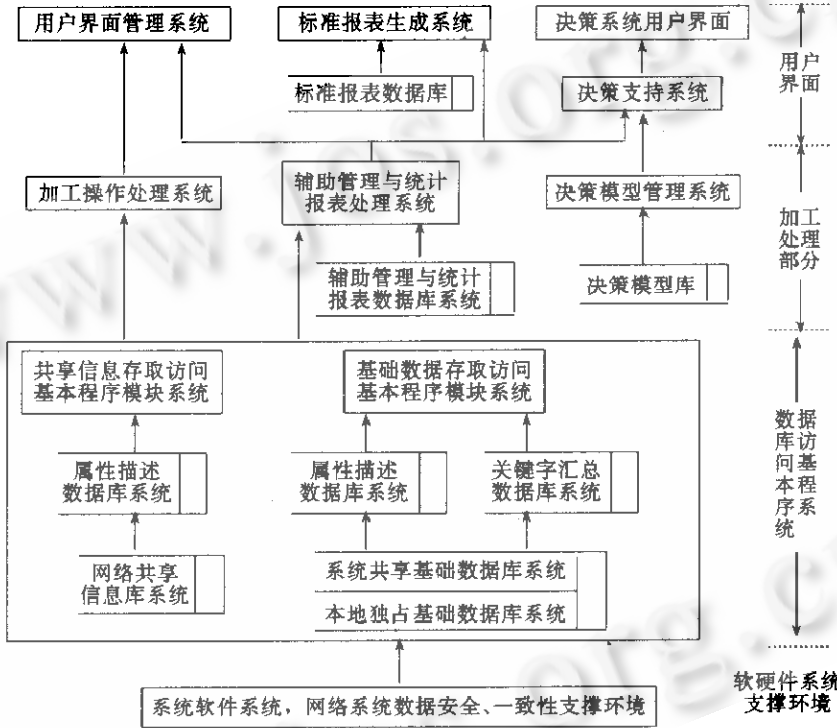 用户界面管理系统
标准报表生成系统
决策系统用户界面
用户
界面
标准报表数据库
决策支持系统
加工操作处理系统
辅助管理与统计
报表处理系统
决策模型管理系统
加工
处理
部分
辅助管理与统计
报表数据库系统
决策模型库
共享信息存取访问
基本程序模块系统
基础数据存取访问
基本程序模块系统
数据
库访
问基
本程
序系
统
属性描述
数据库系统
属性描述
数据库系统
关键字汇总
数据库系统
网络共享
信息库系统
系统共享基础数据库系统
本地独占基础数据库系统
系统软件系统，网络系统数据安全、一致性支撑环境
软硬件系统
支撑环境